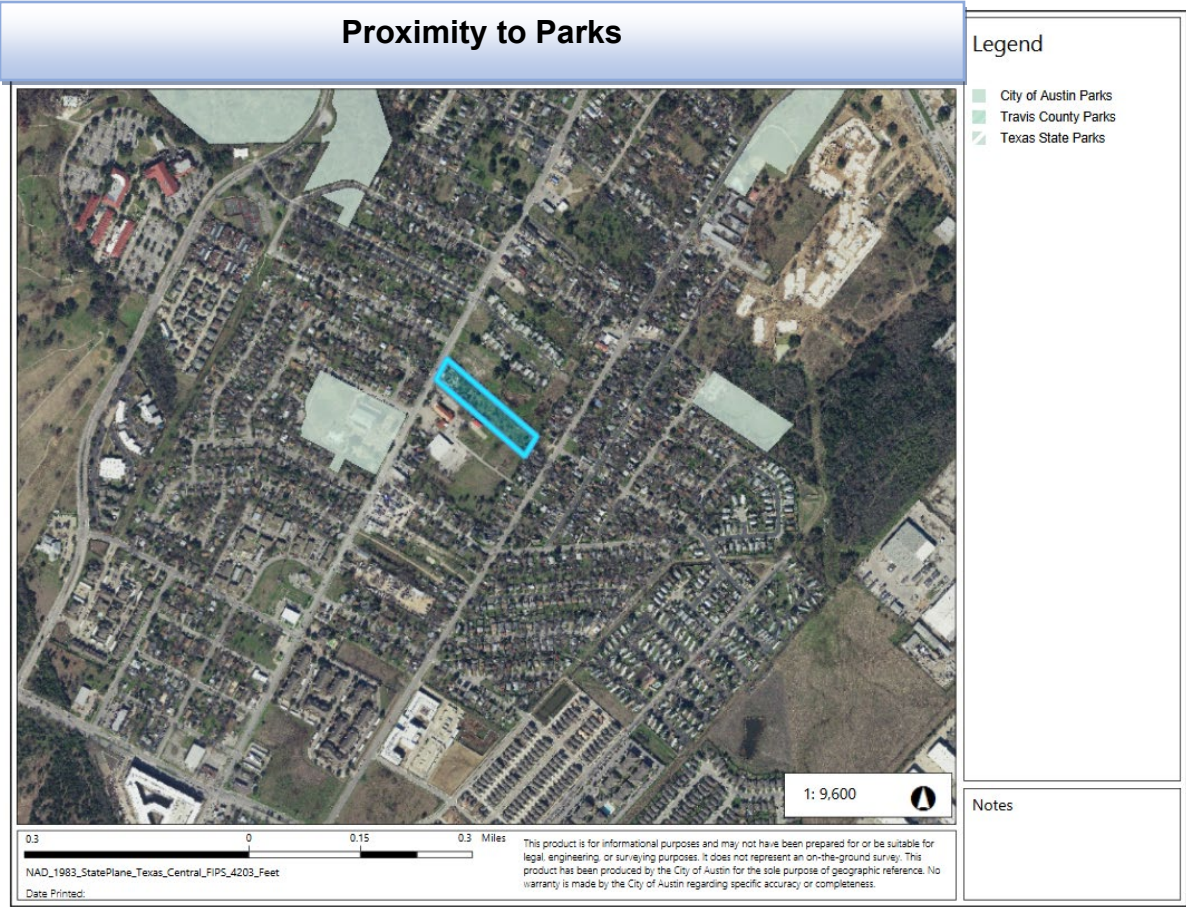 Proximity to Parks
Legend
City of Austin Parks
Travis County Parks
Texas State Parks
1: 9,600
Notes
0.3 0 0.15 0.3 Miles
NAD_1983_StatePlane_Texas_Central_FIPS_4203_Feet
Date Printed:
This product is for informational purposes and may not have been prepared for or be suitable for
legal, engineering, or surveying purposes. It does not represent an on-the-ground survey. This
product has been produced by the City of Austin for the sole purpose of geographic reference. No
warranty is made by the City of Austin regarding specific accuracy or completeness.